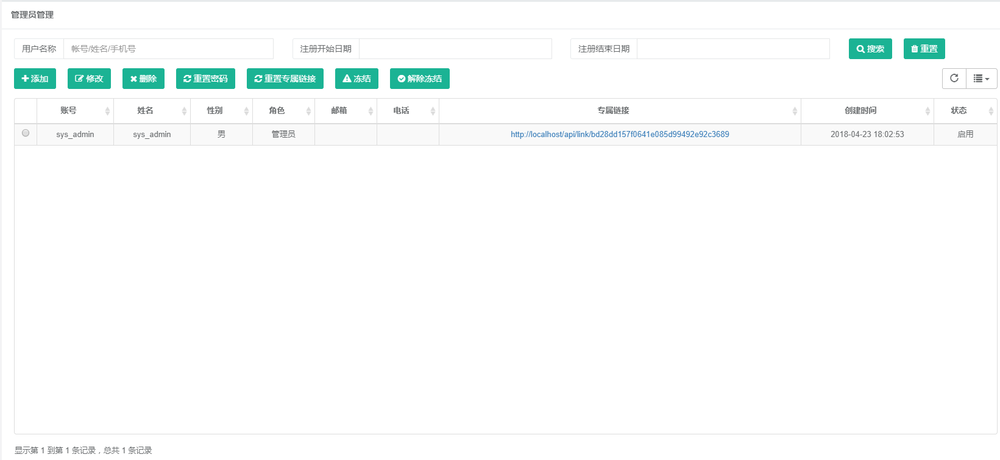 管理员管理
用户名称 帐号/姓名/手机号 注册开始日期 注册结束日期 搜索 重置
添加 修改 删除 重置密码 重置专属链接 冻结 解除冻结
账号 姓名 性别 角色 邮箱 电话 专属链接 创建时间 状态
sys_admin sys_admin 男 管理员 http://localhost/api/link/bd28dd157f0641e085d99492e92c3689 2018-04-23 18:02:53 启用
显示第 1 到第 1 条记录，总共 1 条记录